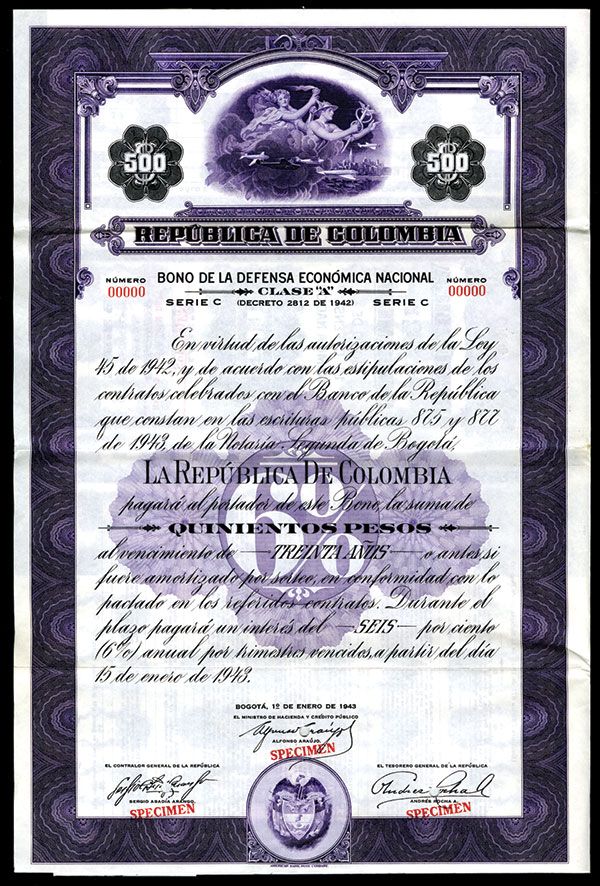 500
500
REPÚBLICA DE COLOMBIA
NÚMERO BONO DE LA DEFENSA ECONÓMICA NACIONAL NÚMERO
00000 CLASE "A" 00000
SERIE C (DECRETO 2812 DE 1942) SERIE C
En virtud de las autorizaciones de la Ley
45 de 1942, y de acuerdo con las estipulaciones de los
contratos celebrados con el Banco de la República
que constan en las escrituras públicas 875 y 877
de 1943, de la Notaría Segunda de Bogotá,
LA REPÚBLICA DE COLOMBIA
pagará al portador de este Bono, la suma de
QUINIENTOS PESOS
al vencimiento de TREINTA AÑOS o antes, si
fuere amortizado por sorteo, en conformidad con lo
pactado en los referidos contratos. Durante el
plazo pagará un interés del SEIS por ciento
(6%) anual por trimestres vencidos, a partir del día
15 de enero de 1943.
6%
BOGOTÁ, 1º DE ENERO DE 1943
EL MINISTRO DE HACIENDA Y CRÉDITO PÚBLICO
ALFONSO ARAÚJO.
SPECIMEN
EL CONTRALOR GENERAL DE LA REPÚBLICA
SERGIO ABADÍA ARANGO.
SPECIMEN
EL TESORERO GENERAL DE LA REPÚBLICA
ANDRÉS ROCHA A.
SPECIMEN
AMERICAN BANK NOTE COMPANY.